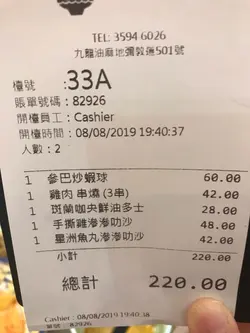 TEL: 3594 6026
九龍油麻地彌敦道501號
檯號 :33A
賬單號碼 : 82926
開檯員工 : Cashier
開檯時間 : 08/08/2019 19:40:37
人數 : 2
1 參巴炒蝦球 60.00
1 雞肉 串燒 (3串) 42.00
1 斑蘭咖央鮮油多士 28.00
1 手撕雞滲滲叻沙 48.00
1 星洲魚丸滲滲叻沙 42.00
小計 220.00
總計 220.00
Cashier : 08/08/2019 19:40:38
單號: 82926